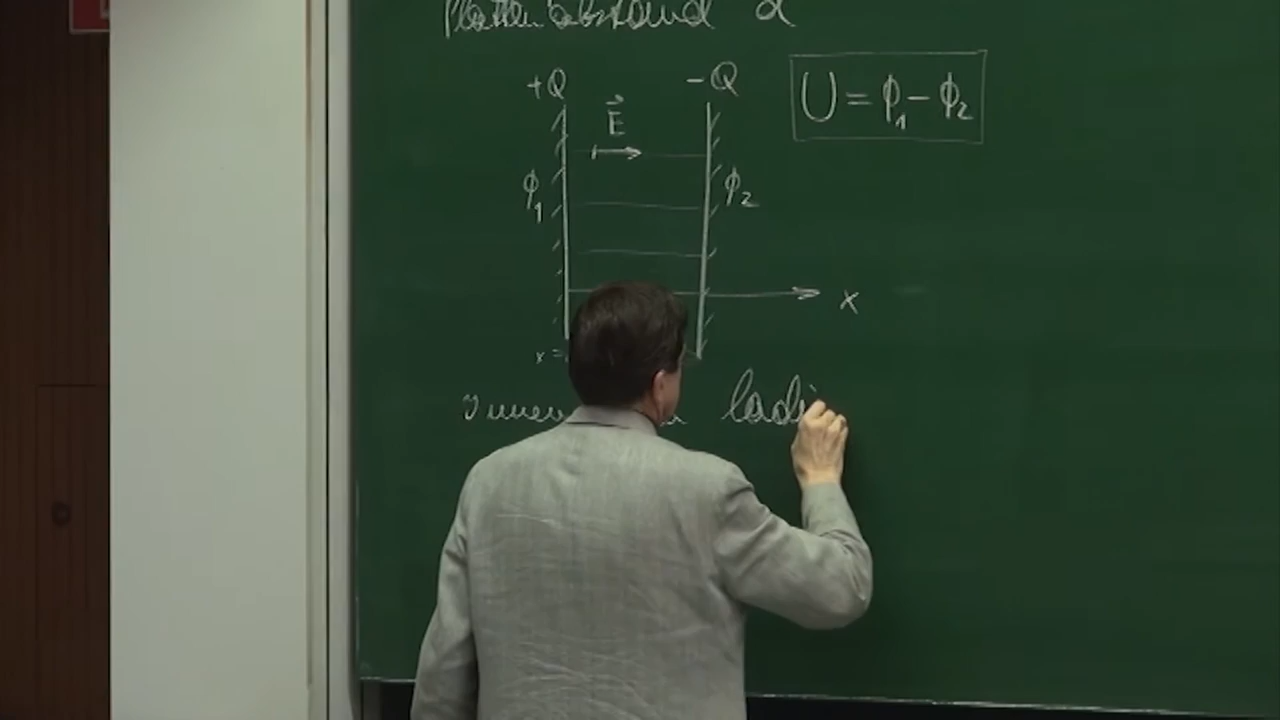 Plattenabstand d
+Q -Q
U = ϕ₁ - ϕ₂
E⃗
ϕ₁ ϕ₂
x
x =
ladi